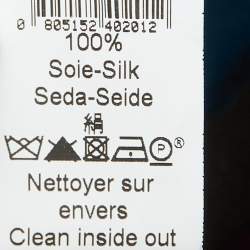 0 805152 402012
100%
Soie-Silk
Seda-Seide
絹
P®
Nettoyer sur
envers
Clean inside out